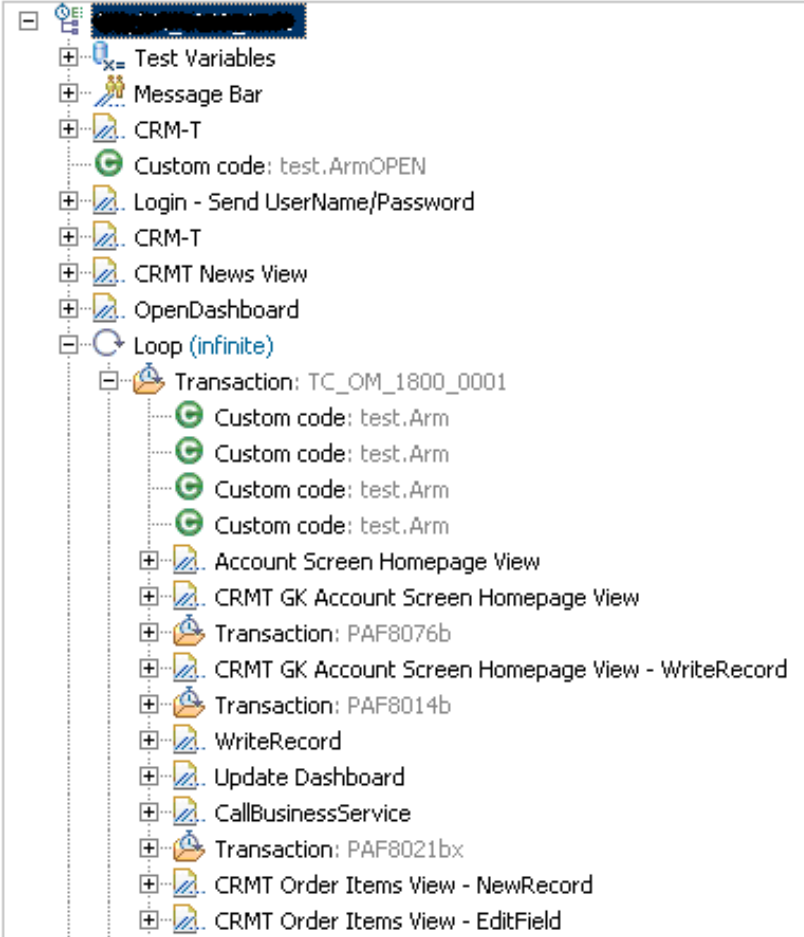 Test Variables
Message Bar
CRM-T
Custom code: test.ArmOPEN
Login - Send UserName/Password
CRM-T
CRMT News View
OpenDashboard
Loop (infinite)
Transaction: TC_OM_1800_0001
Custom code: test.Arm
Custom code: test.Arm
Custom code: test.Arm
Custom code: test.Arm
Account Screen Homepage View
CRMT GK Account Screen Homepage View
Transaction: PAF8076b
CRMT GK Account Screen Homepage View - WriteRecord
Transaction: PAF8014b
WriteRecord
Update Dashboard
CallBusinessService
Transaction: PAF8021bx
CRMT Order Items View - NewRecord
CRMT Order Items View - EditField